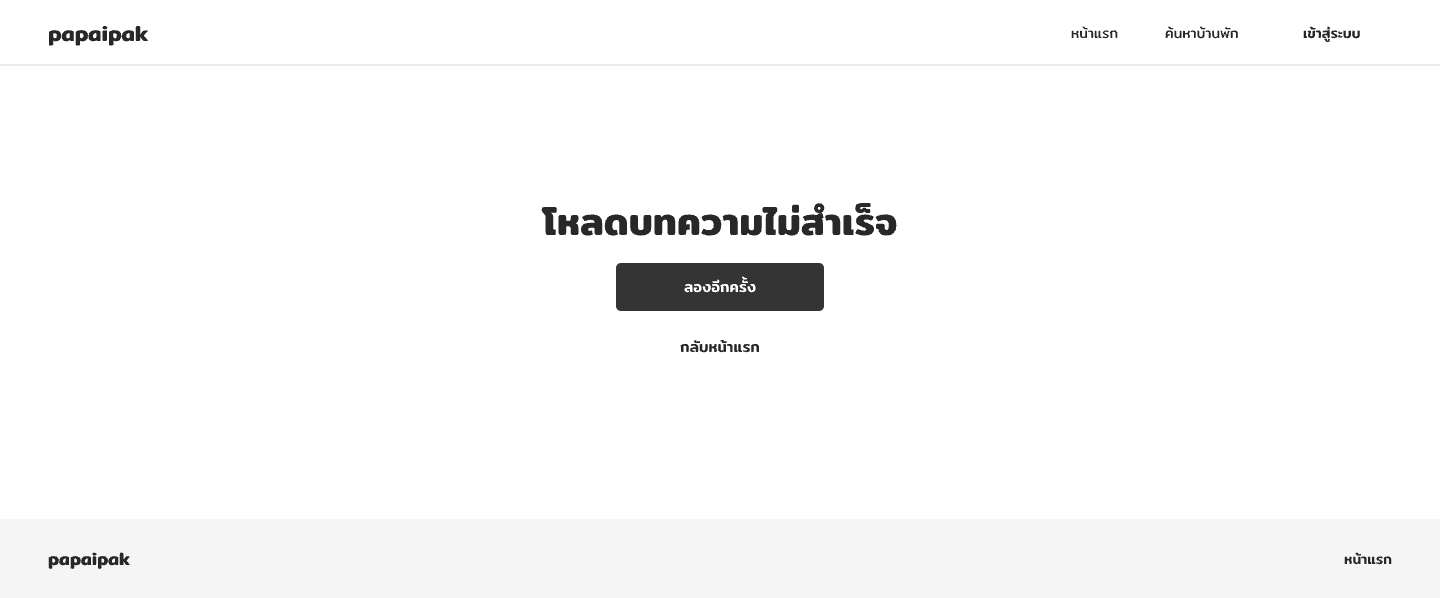 papaipak
หน้าแรก
ค้นหาบ้านพัก
เข้าสู่ระบบ
โหลดบทความไม่สำเร็จ
ลองอีกครั้ง
กลับหน้าแรก
papaipak
หน้าแรก